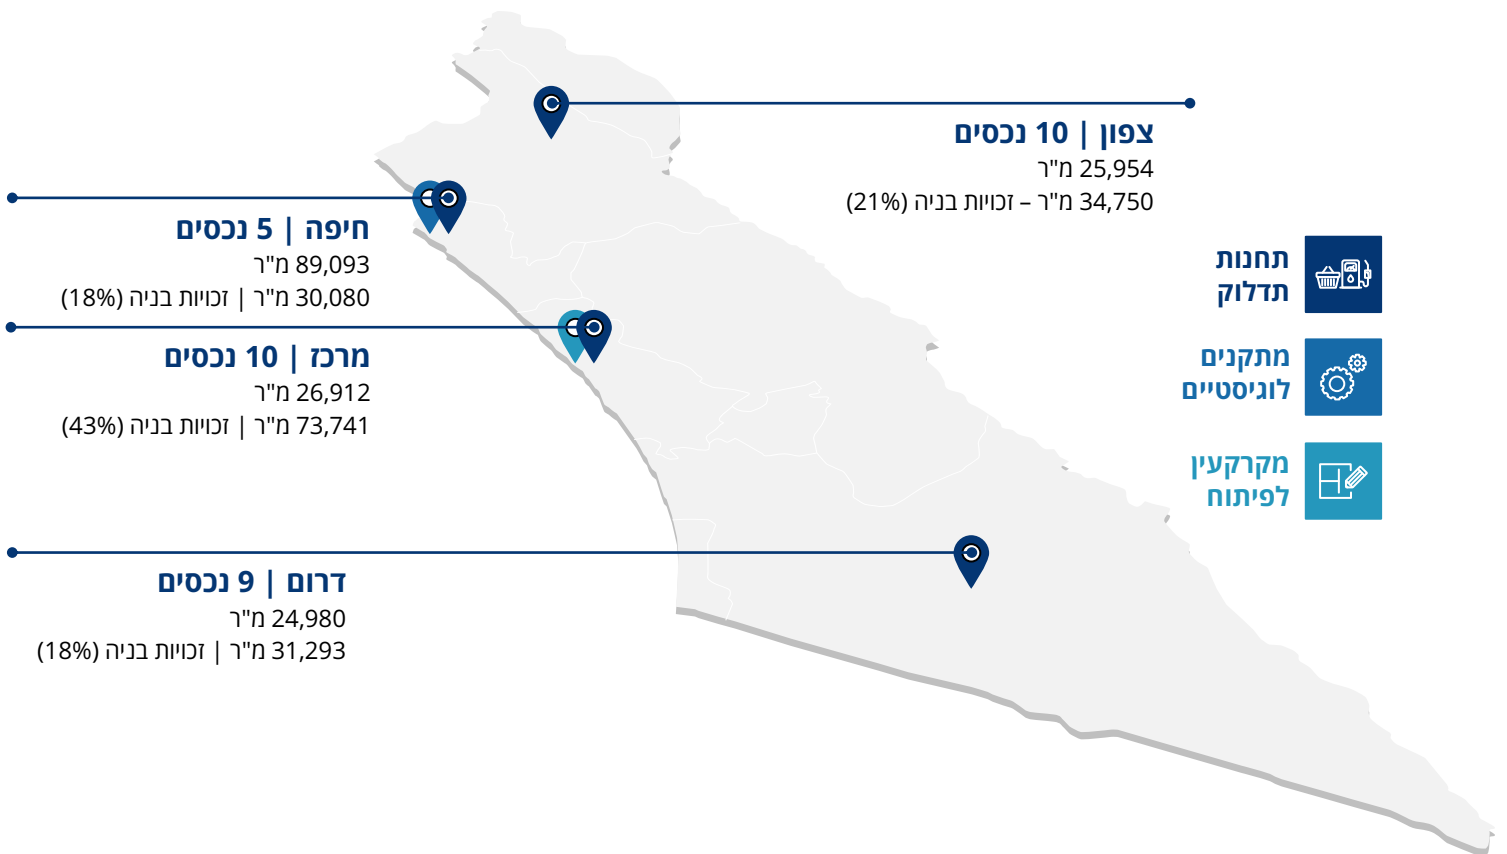 צפון | 10 נכסים
25,954 מ"ר
34,750 מ"ר – זכויות בניה (21%)
חיפה | 5 נכסים
89,093 מ"ר
30,080 מ"ר | זכויות בניה (18%)
מרכז | 10 נכסים
26,912 מ"ר
73,741 מ"ר | זכויות בניה (43%)
דרום | 9 נכסים
24,980 מ"ר
31,293 מ"ר | זכויות בניה (18%)
תחנות
תדלוק
מתקנים
לוגיסטיים
מקרקעין
לפיתוח